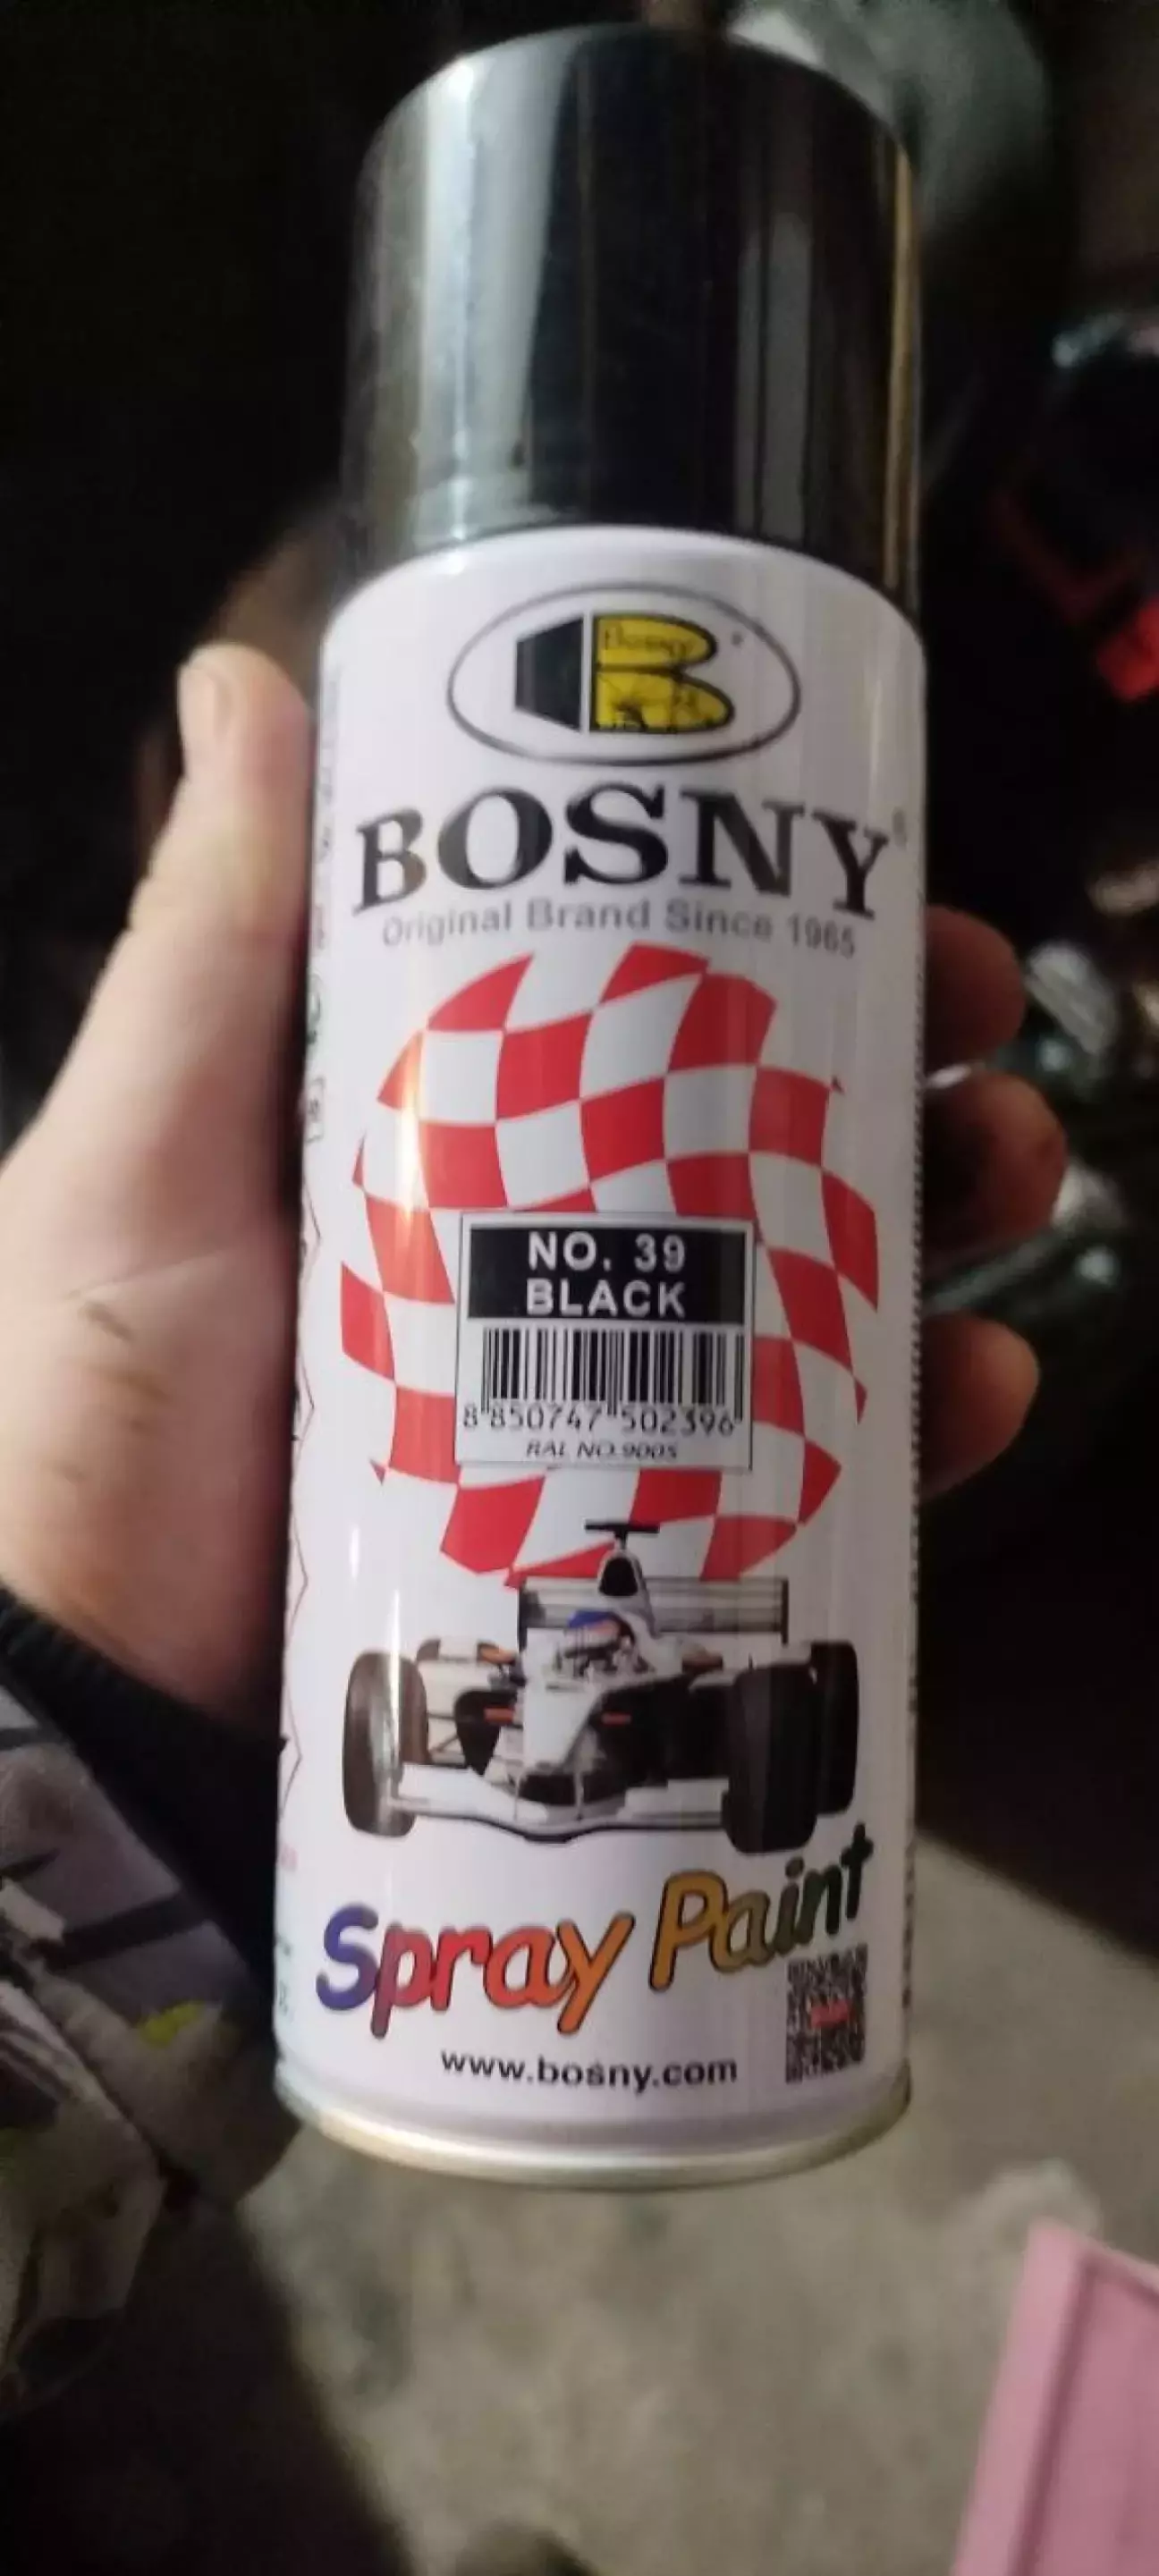 Bosny
BOSNY®
Original Brand Since 1965
NO. 39
BLACK
8 850747 502396
RAL NO.9005
Spray Paint
www.bosny.com